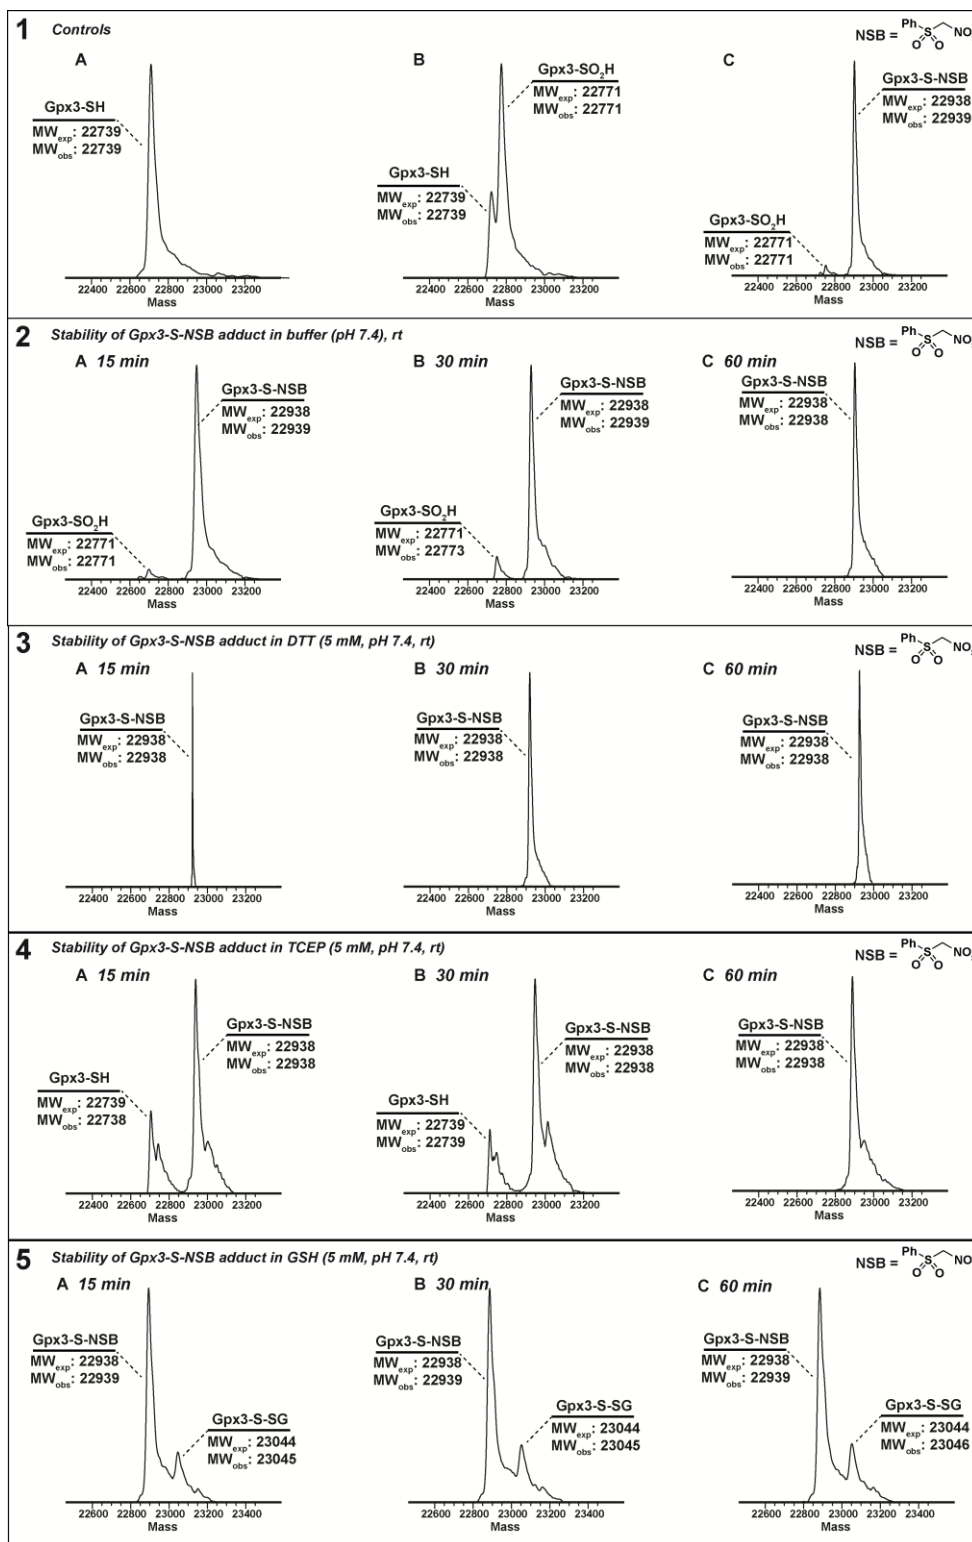 1 Controls
NSB = Ph S O O NO
A
B
C
Gpx3-SH
MWexp: 22739
MWobs: 22739
Gpx3-SO2H
MWexp: 22771
MWobs: 22771
Gpx3-SH
MWexp: 22739
MWobs: 22739
Gpx3-S-NSB
MWexp: 22938
MWobs: 22939
Gpx3-SO2H
MWexp: 22771
MWobs: 22771
22400 22600 22800 23000 23200
Mass
22400 22600 22800 23000 23200
Mass
22400 22600 22800 23000 23200
Mass
2 Stability of Gpx3-S-NSB adduct in buffer (pH 7.4), rt
NSB = Ph S O O NO
A 15 min
B 30 min
C 60 min
Gpx3-S-NSB
MWexp: 22938
MWobs: 22939
Gpx3-SO2H
MWexp: 22771
MWobs: 22771
Gpx3-S-NSB
MWexp: 22938
MWobs: 22939
Gpx3-SO2H
MWexp: 22771
MWobs: 22773
Gpx3-S-NSB
MWexp: 22938
MWobs: 22938
22400 22600 22800 23000 23200
Mass
22400 22600 22800 23000 23200
Mass
22400 22600 22800 23000 23200
Mass
3 Stability of Gpx3-S-NSB adduct in DTT (5 mM, pH 7.4, rt)
NSB = Ph S O O NO
A 15 min
B 30 min
C 60 min
Gpx3-S-NSB
MWexp: 22938
MWobs: 22938
Gpx3-S-NSB
MWexp: 22938
MWobs: 22938
Gpx3-S-NSB
MWexp: 22938
MWobs: 22938
22400 22600 22800 23000 23200
Mass
22400 22600 22800 23000 23200
Mass
22400 22600 22800 23000 23200
Mass
4 Stability of Gpx3-S-NSB adduct in TCEP (5 mM, pH 7.4, rt)
NSB = Ph S O O NO
A 15 min
B 30 min
C 60 min
Gpx3-S-NSB
MWexp: 22938
MWobs: 22938
Gpx3-SH
MWexp: 22739
MWobs: 22738
Gpx3-S-NSB
MWexp: 22938
MWobs: 22938
Gpx3-SH
MWexp: 22739
MWobs: 22739
Gpx3-S-NSB
MWexp: 22938
MWobs: 22938
22400 22600 22800 23000 23200
Mass
22400 22600 22800 23000 23200
Mass
22400 22600 22800 23000 23200
Mass
5 Stability of Gpx3-S-NSB adduct in GSH (5 mM, pH 7.4, rt)
NSB = Ph S O O NO
A 15 min
B 30 min
C 60 min
Gpx3-S-NSB
MWexp: 22938
MWobs: 22939
Gpx3-S-SG
MWexp: 23044
MWobs: 23045
Gpx3-S-NSB
MWexp: 22938
MWobs: 22939
Gpx3-S-SG
MWexp: 23044
MWobs: 23045
Gpx3-S-NSB
MWexp: 22938
MWobs: 22939
Gpx3-S-SG
MWexp: 23044
MWobs: 23046
22600 22800 23000 23200 23400
Mass
22600 22800 23000 23200 23400
Mass
22600 22800 23000 23200 23400
Mass